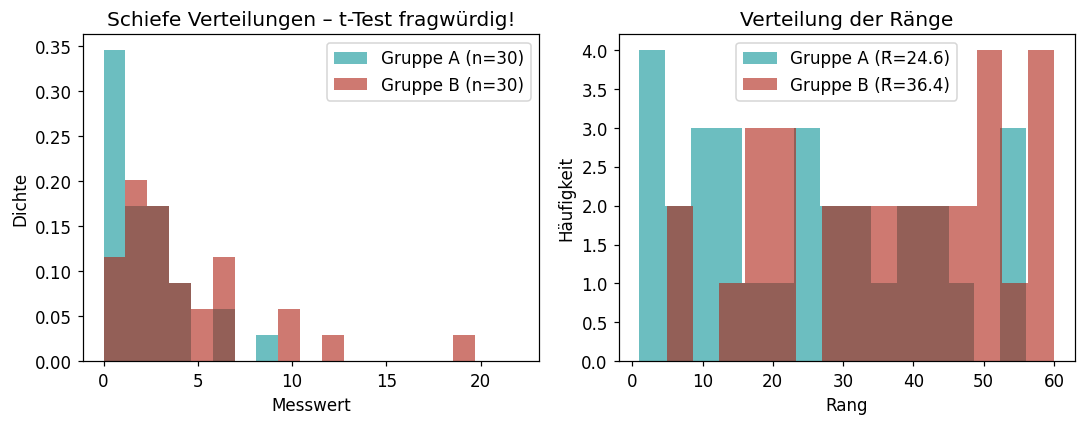 Schiefe Verteilungen – t-Test fragwürdig!
Gruppe A (n=30)
Gruppe B (n=30)
0.35
0.30
0.25
0.20
0.15
0.10
0.05
0.00
Dichte
0 5 10 15 20
Messwert
Verteilung der Ränge
Gruppe A (R̄=24.6)
Gruppe B (R̄=36.4)
4.0
3.5
3.0
2.5
2.0
1.5
1.0
0.5
0.0
Häufigkeit
0 10 20 30 40 50 60
Rang